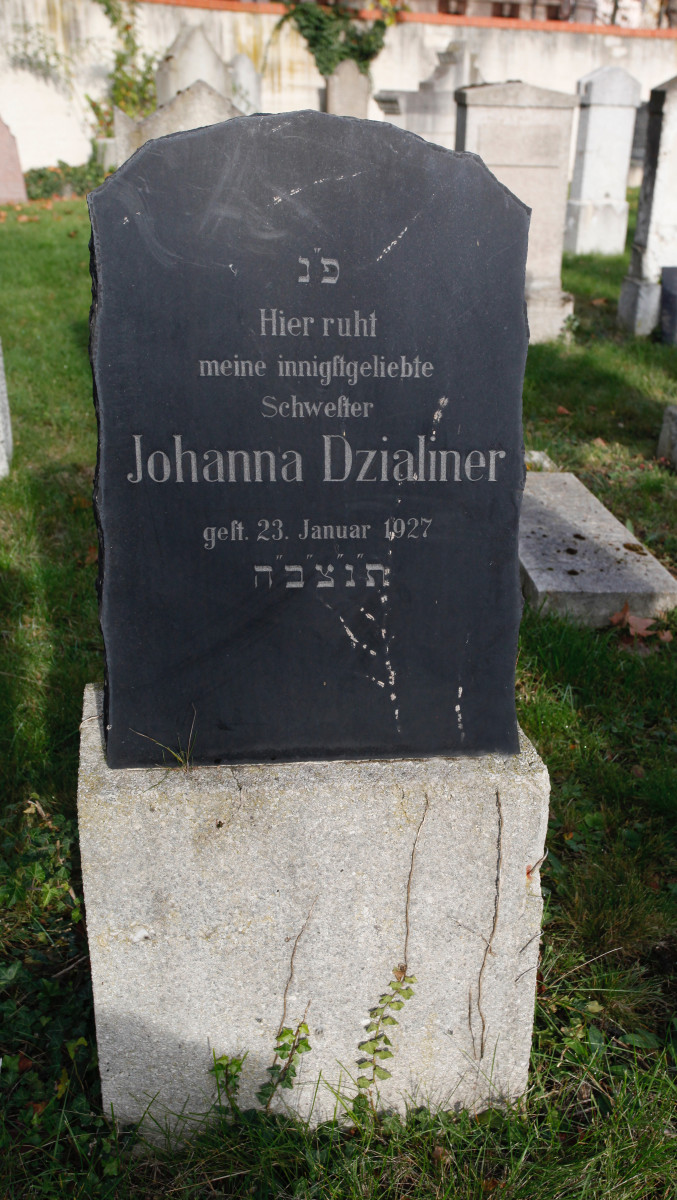 פ״נ
Hier ruht
meine innigſtgeliebte
Schweſter
Johanna Dzialiner
geſt. 23. Januar 1927
ת״נ״צ״ב״ה